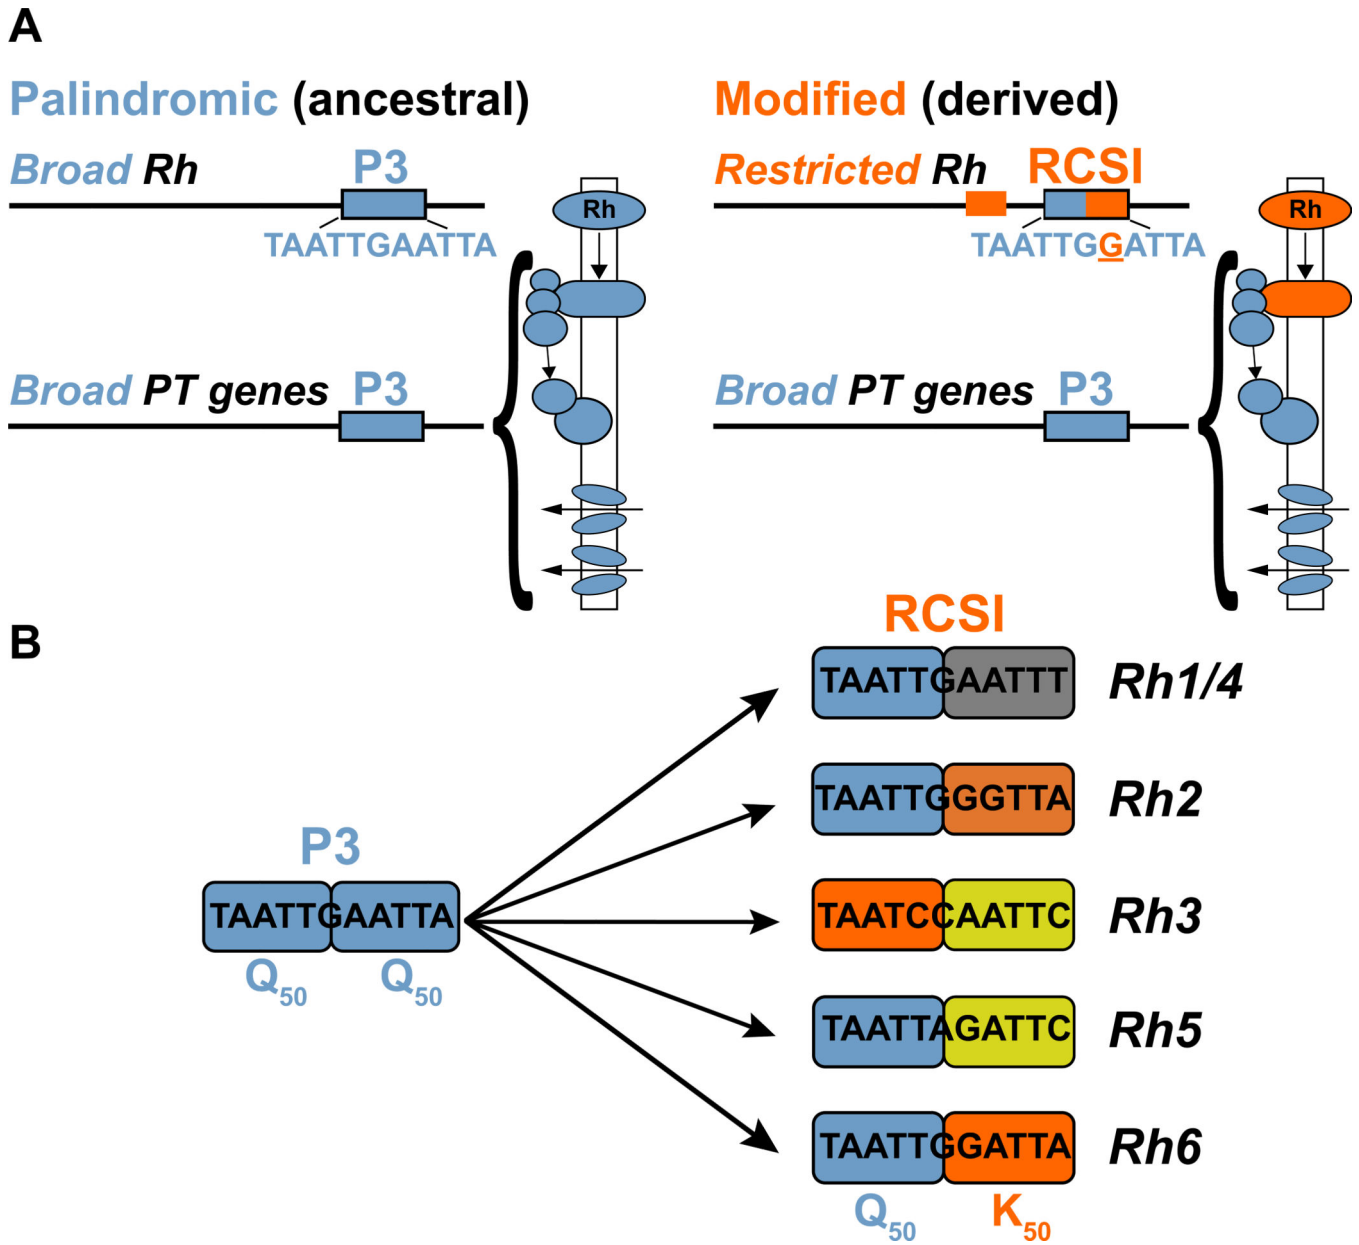 A
Palindromic (ancestral)
Broad Rh
P3
Rh
TAATTGAATTA
Broad PT genes
P3
Modified (derived)
Restricted Rh
RCSI
Rh
TAATTGGATTA
Broad PT genes
P3
B
RCSI
TAATTGAATTT Rh1/4
TAATTGGGTTA Rh2
P3
TAATTGAATTA
Q50 Q50
TAATCCAATTC Rh3
TAATTAGATTC Rh5
TAATTGGATTA Rh6
Q50 K50